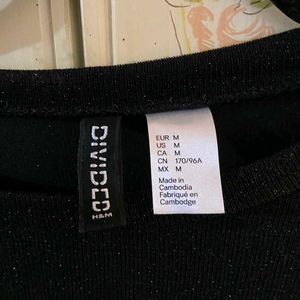 DIVIDED
H&M
EUR M
US M
CA M
CN 170/96A
MX M
Made in
Cambodia
Fabriqué en
Cambodge